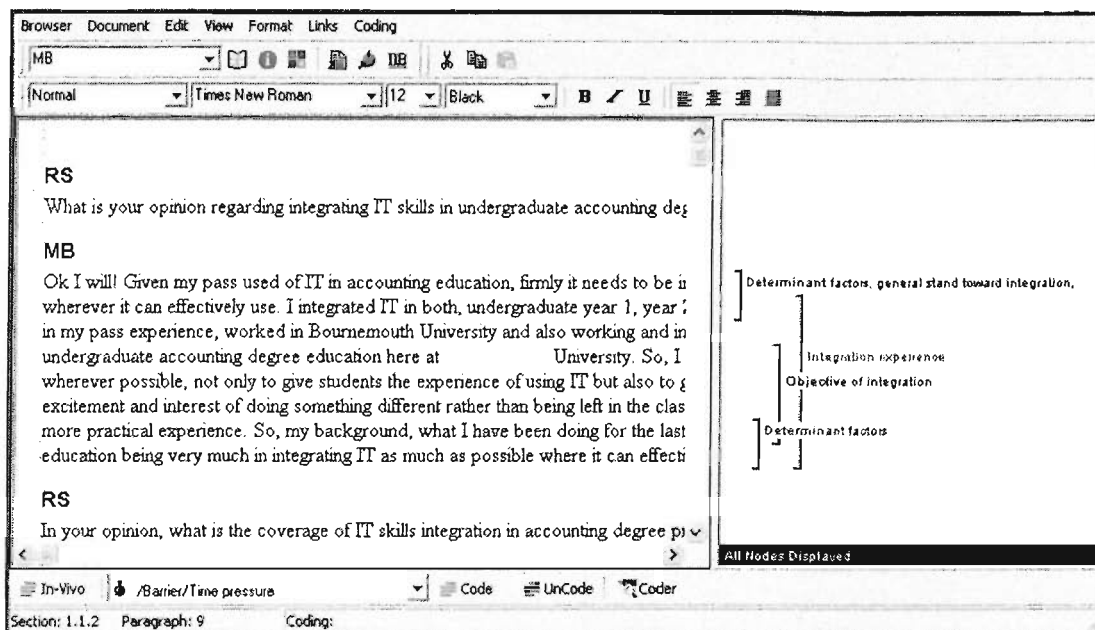 Browser Document Edit View Format Links Coding
MB
Normal Times New Roman 12 Black B I U
RS
What is your opinion regarding integrating IT skills in undergraduate accounting deg
MB
Ok I will! Given my pass used of IT in accounting education, firmly it needs to be i
wherever it can effectively use. I integrated IT in both, undergraduate year 1, year
in my pass experience, worked in Bournemouth University and also working and in
undergraduate accounting degree education here at University. So, I
wherever possible, not only to give students the experience of using IT but also to g
excitement and interest of doing something different rather than being left in the clas
more practical experience. So, my background, what I have been doing for the last
education being very much in integrating IT as much as possible where it can effecti
RS
In your opinion, what is the coverage of IT skills integration in accounting degree p
Determinant factors, general stand toward integration,
Integration experience
Objective of integration
Determinant factors
All Nodes Displayed
In-Vivo /Barrier/Time pressure Code UnCode Coder
Section: 1.1.2 Paragraph: 9 Coding: